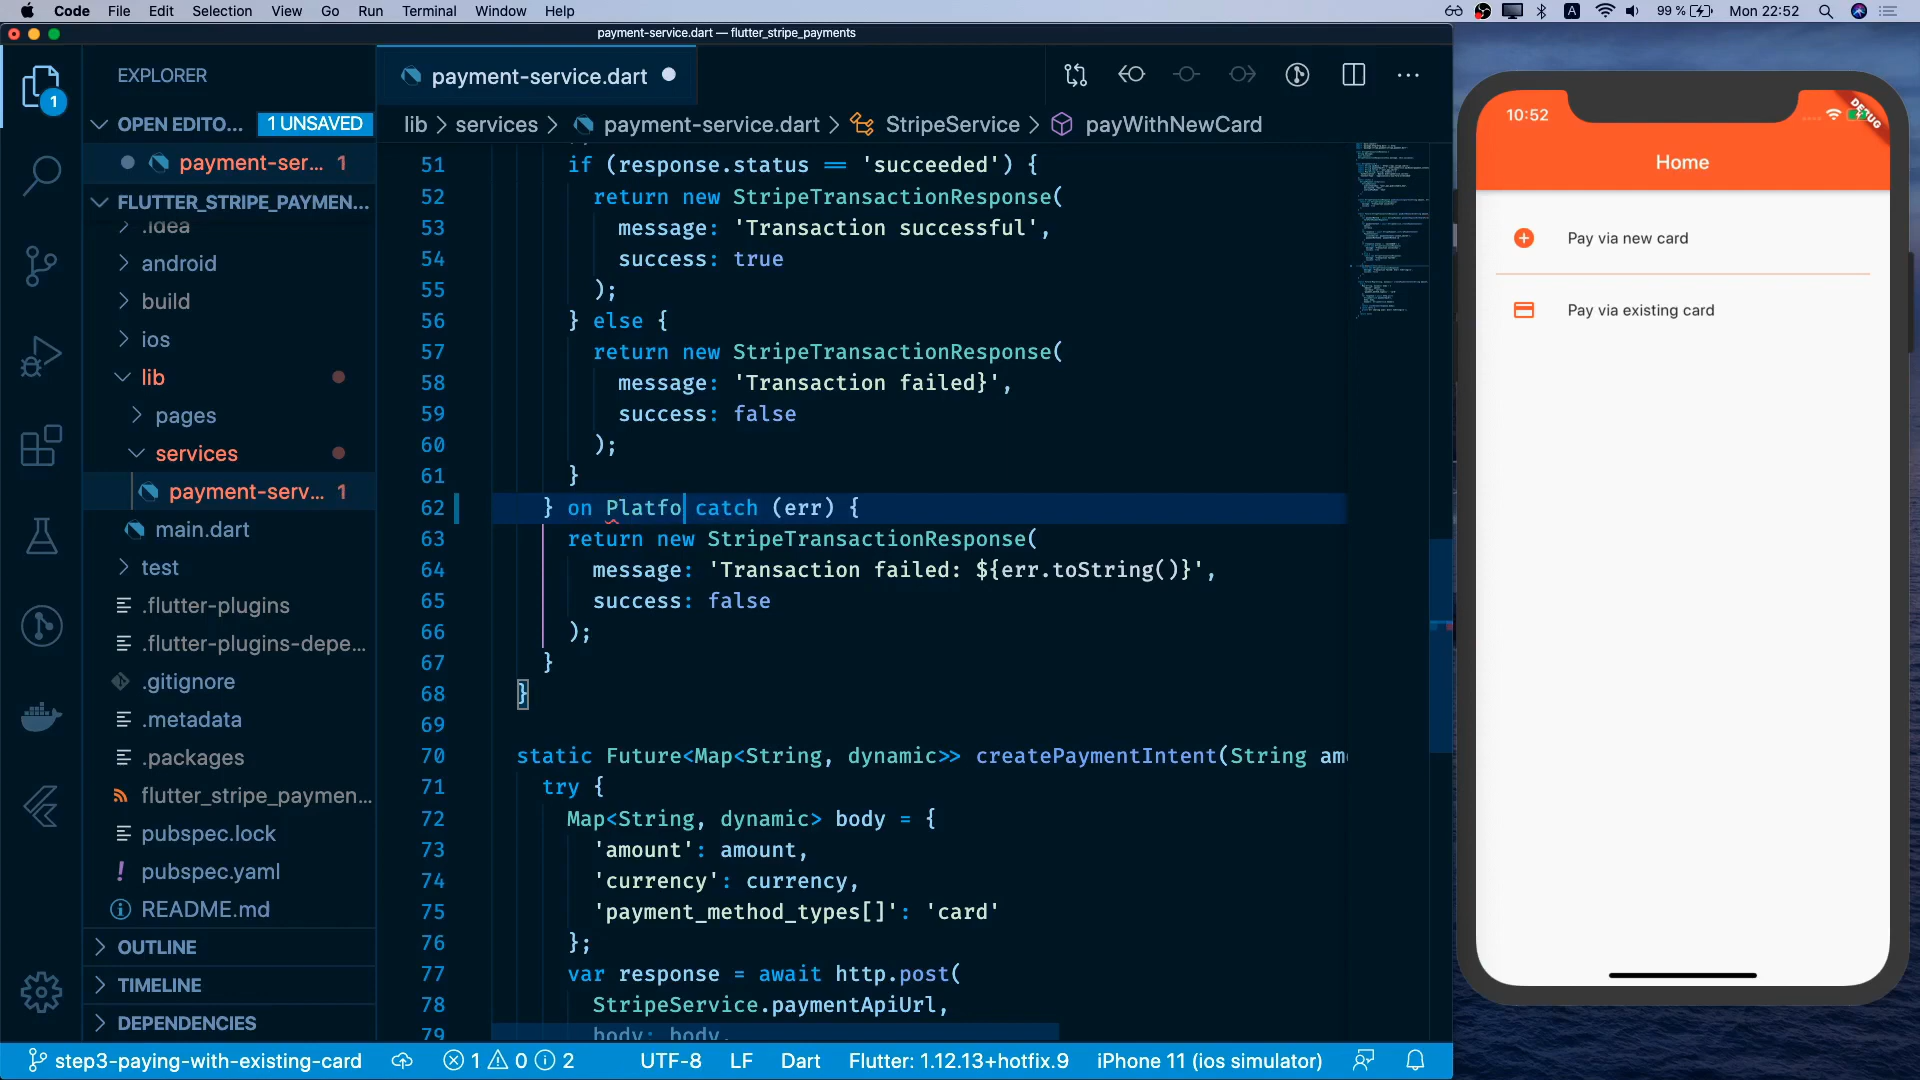 Code File Edit Selection View Go Run Terminal Window Help
A 99 % Mon 22:52
payment-service.dart — flutter_stripe_payments
EXPLORER
payment-service.dart
1
OPEN EDITO... 1 UNSAVED
lib > services > payment-service.dart > StripeService > payWithNewCard
payment-ser... 1
FLUTTER_STRIPE_PAYMEN...
.idea
android
build
ios
lib
pages
services
payment-serv... 1
main.dart
test
.flutter-plugins
.flutter-plugins-depe...
.gitignore
.metadata
.packages
flutter_stripe_paymen...
pubspec.lock
! pubspec.yaml
README.md
OUTLINE
TIMELINE
DEPENDENCIES
51 if (response.status == 'succeeded') {
52 return new StripeTransactionResponse(
53 message: 'Transaction successful',
54 success: true
55 );
56 } else {
57 return new StripeTransactionResponse(
58 message: 'Transaction failed}',
59 success: false
60 );
61 }
62 } on Platfo catch (err) {
63 return new StripeTransactionResponse(
64 message: 'Transaction failed: ${err.toString()}',
65 success: false
66 );
67 }
68 }
69
70 static Future<Map<String, dynamic>> createPaymentIntent(String am
71 try {
72 Map<String, dynamic> body = {
73 'amount': amount,
74 'currency': currency,
75 'payment_method_types[]': 'card'
76 };
77 var response = await http.post(
78 StripeService.paymentApiUrl,
79 body: body,
step3-paying-with-existing-card 1 0 2 UTF-8 LF Dart Flutter: 1.12.13+hotfix.9 iPhone 11 (ios simulator)
10:52
DEBUG
Home
Pay via new card
Pay via existing card